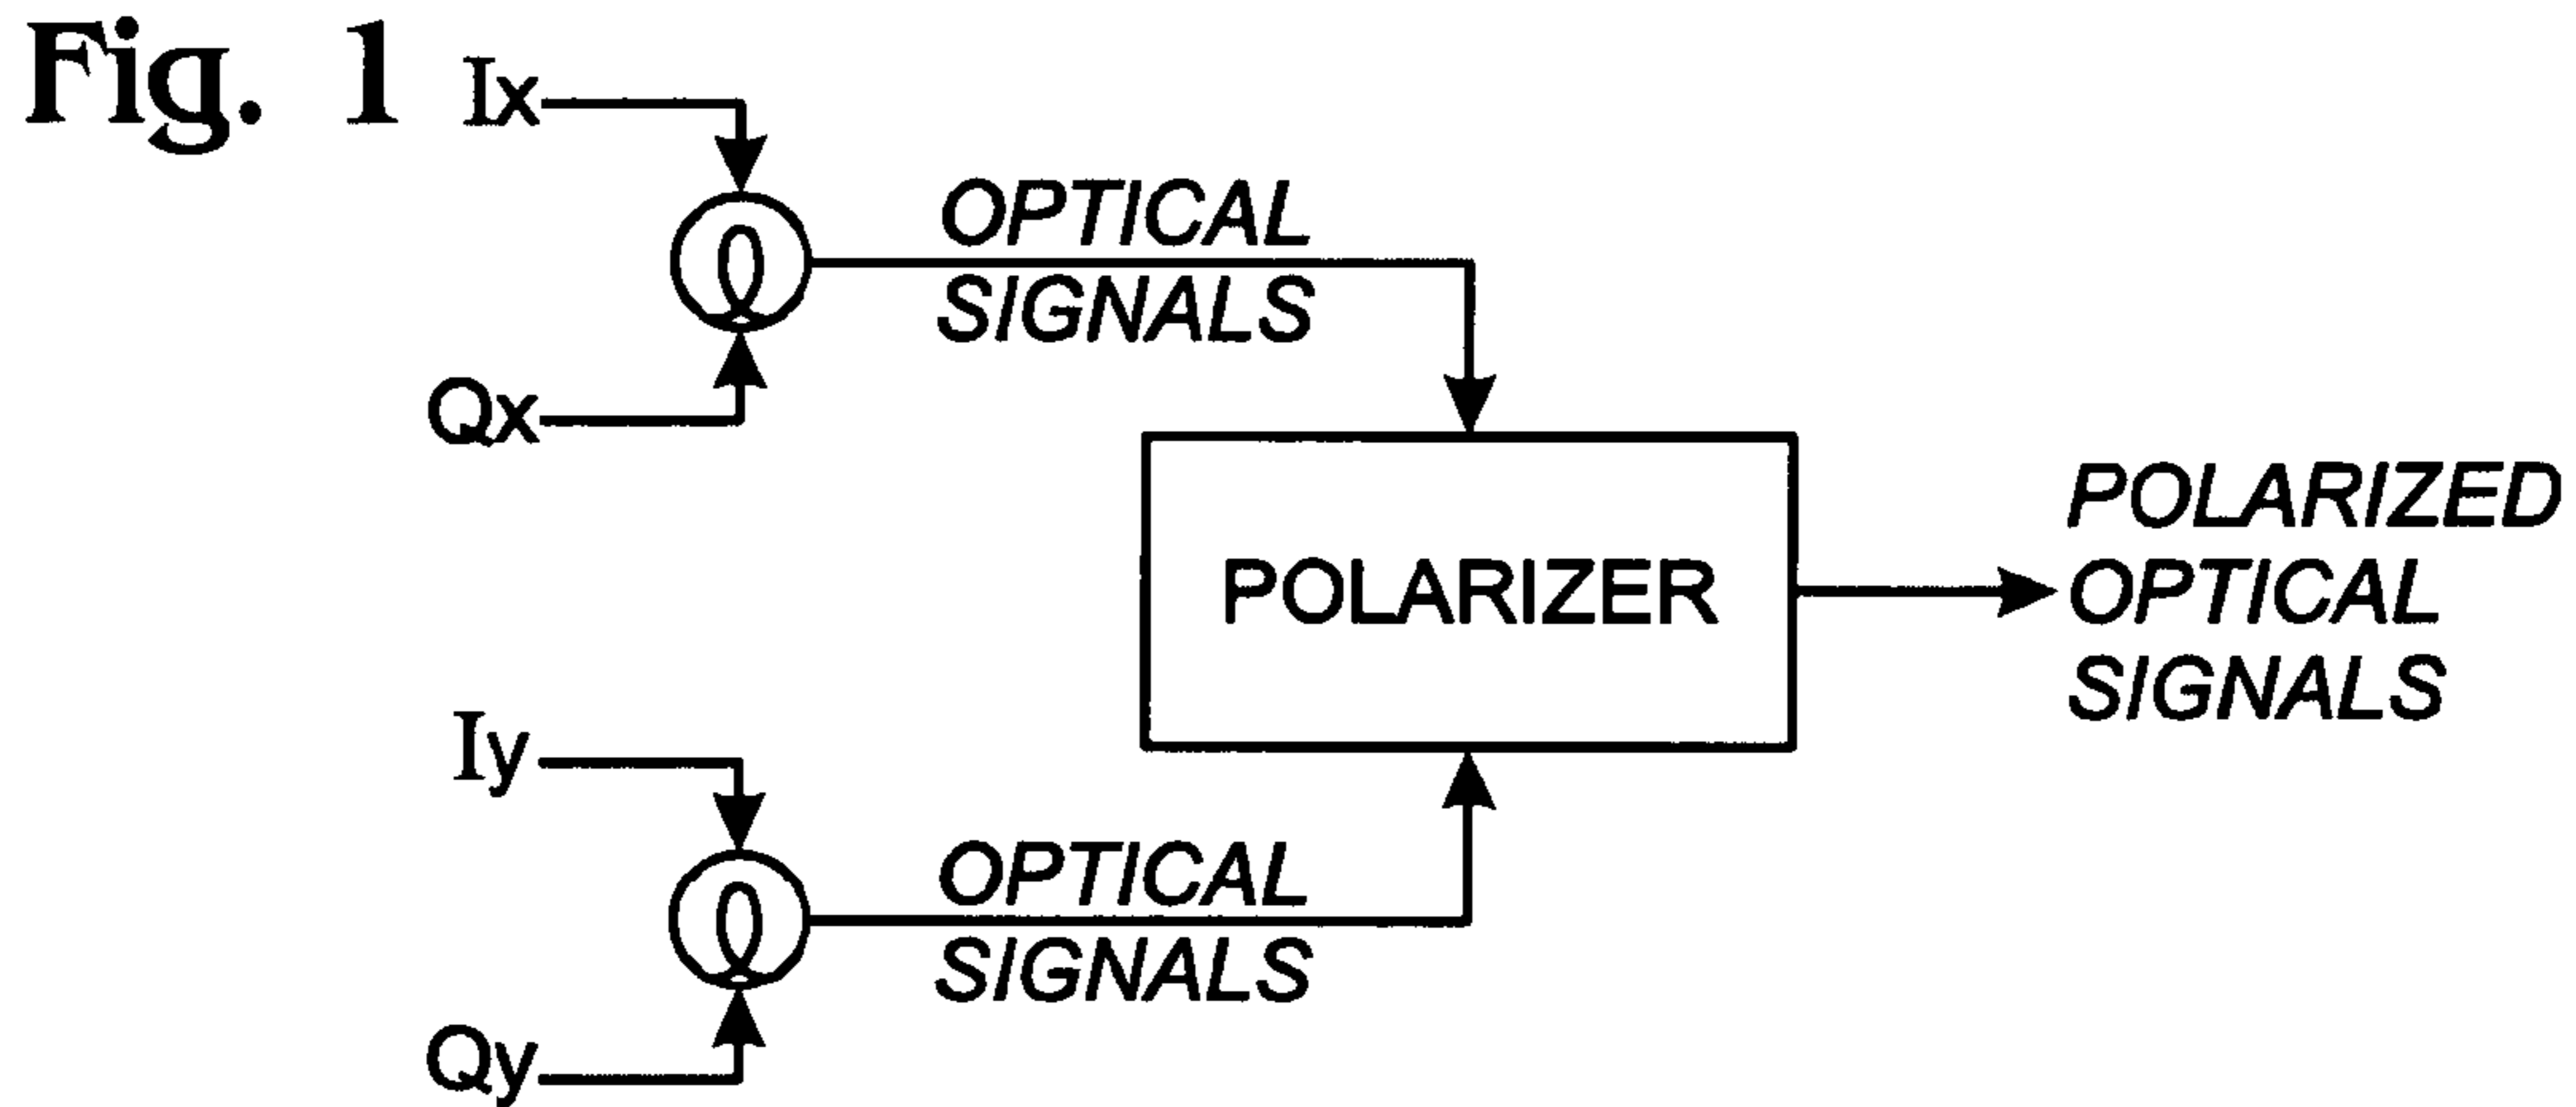 Fig. 1
Ix
OPTICAL
SIGNALS
Qx
POLARIZER
POLARIZED
OPTICAL
SIGNALS
Iy
OPTICAL
SIGNALS
Qy